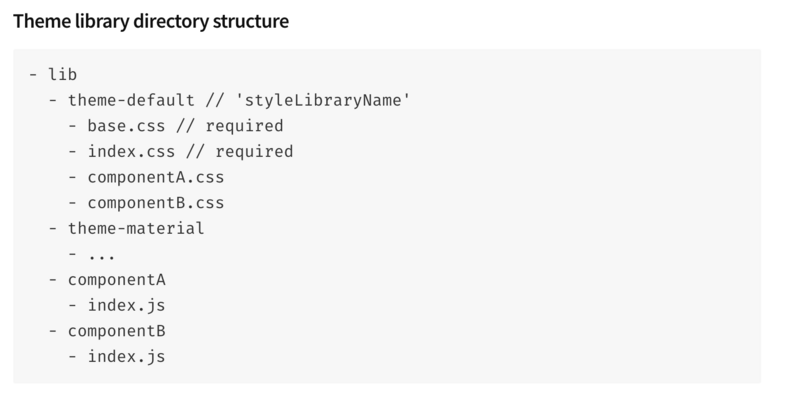 Theme library directory structure
- lib
  - theme-default // 'styleLibraryName'
    - base.css // required
    - index.css // required
    - componentA.css
    - componentB.css
  - theme-material
    - ...
  - componentA
    - index.js
  - componentB
    - index.js